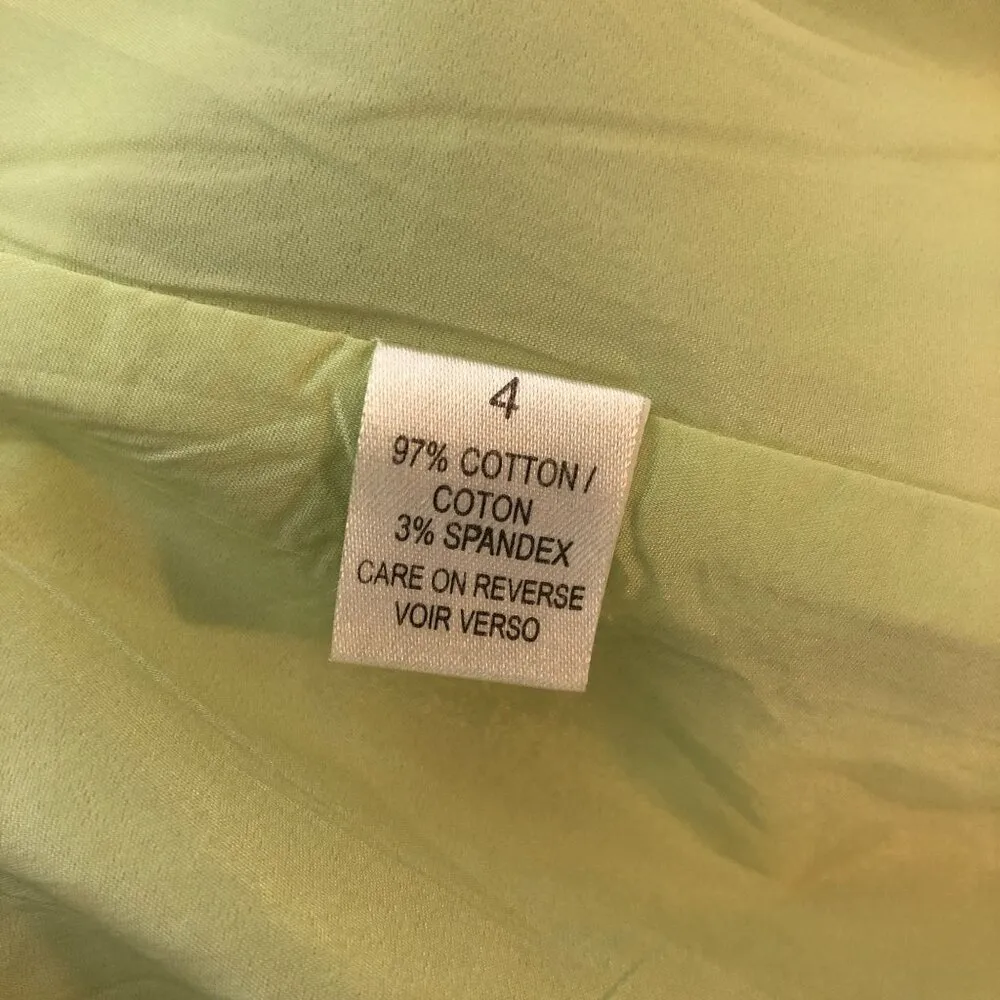 4
97% COTTON /
COTON
3% SPANDEX
CARE ON REVERSE
VOIR VERSO